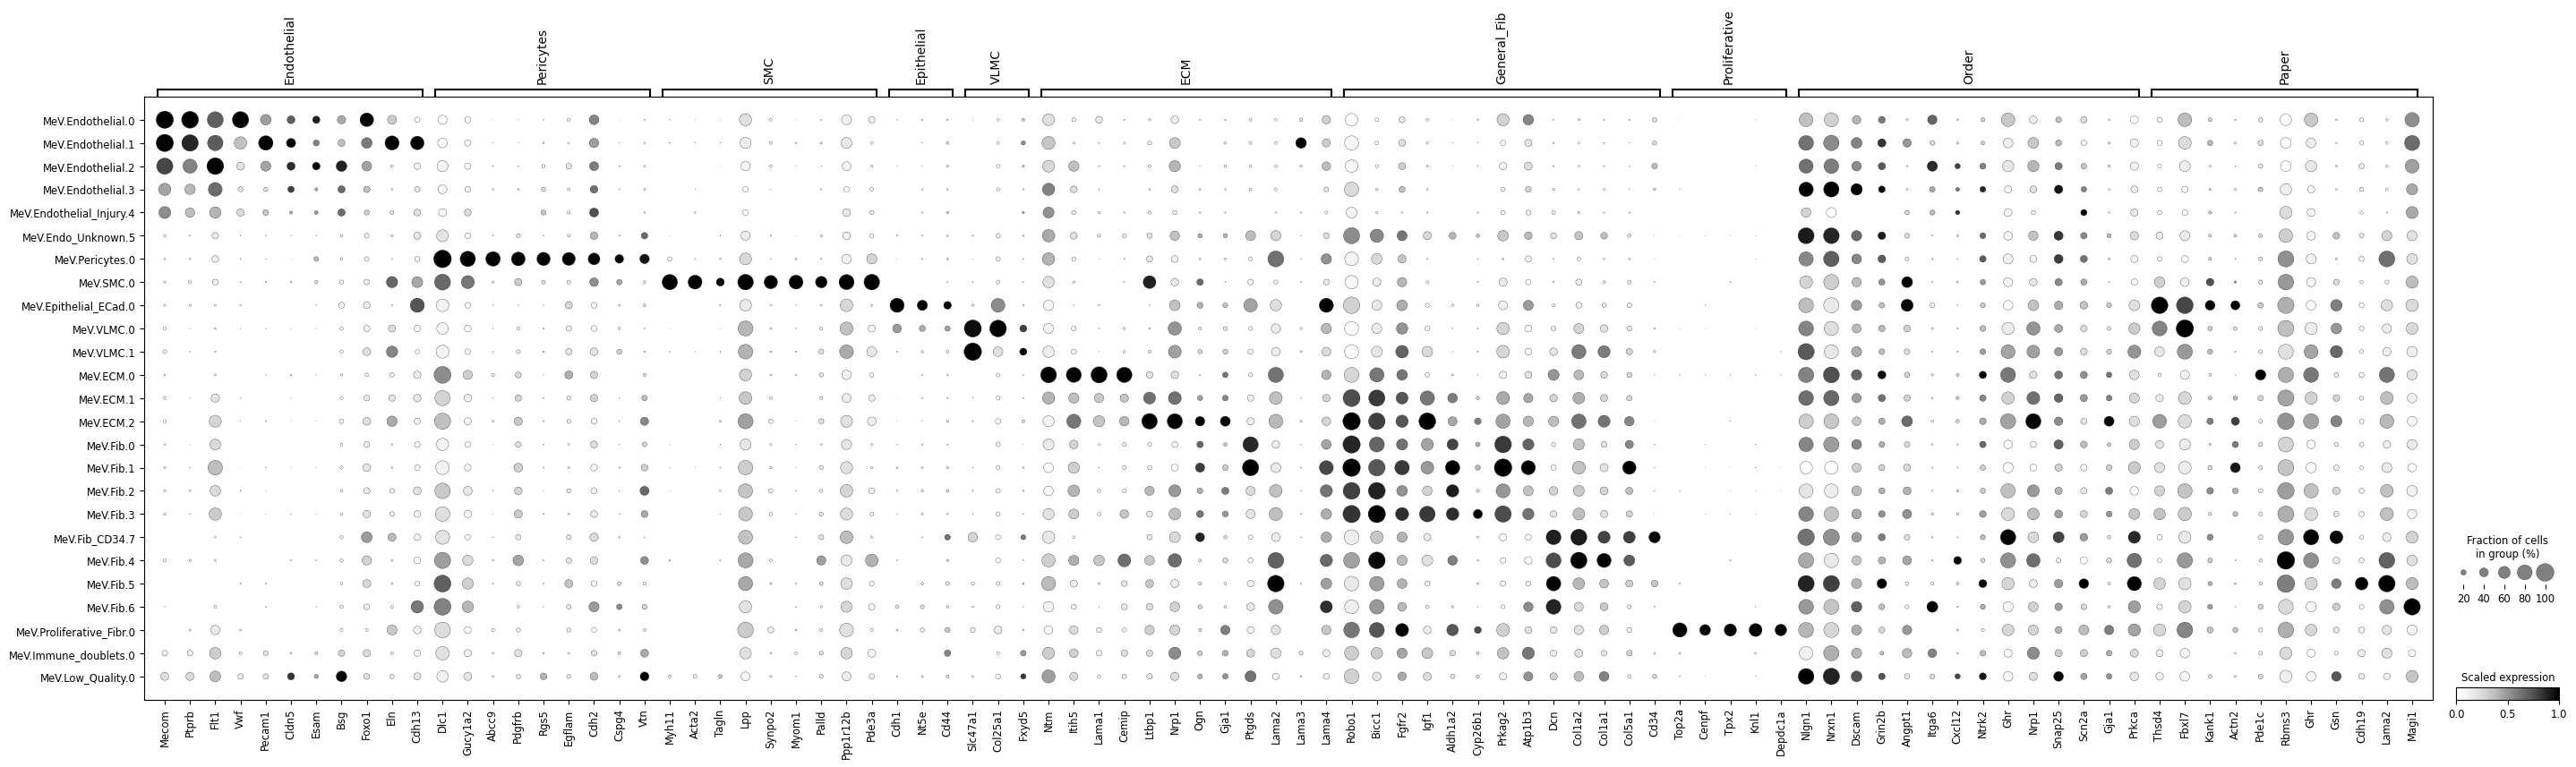 Endothelial
Pericytes
SMC
Epithelial
VLMC
ECM
General_Fib
Proliferative
Order
Paper
MeV.Endothelial.0
MeV.Endothelial.1
MeV.Endothelial.2
MeV.Endothelial.3
MeV.Endothelial_Injury.4
MeV.Endo_Unknown.5
MeV.Pericytes.0
MeV.SMC.0
MeV.Epithelial_ECad.0
MeV.VLMC.0
MeV.VLMC.1
MeV.ECM.0
MeV.ECM.1
MeV.ECM.2
MeV.Fib.0
MeV.Fib.1
MeV.Fib.2
MeV.Fib.3
MeV.Fib_CD34.7
MeV.Fib.4
MeV.Fib.5
MeV.Fib.6
MeV.Proliferative_Fibr.0
MeV.Immune_doublets.0
MeV.Low_Quality.0
Mecom
Ptprb
Flt1
Vwf
Pecam1
Cldn5
Esam
Bsg
Foxo1
Eln
Cdh13
Dlc1
Gucy1a2
Abcc9
Pdgfrb
Rgs5
Egflam
Cdh2
Cspg4
Vtn
Myh11
Acta2
Tagln
Lpp
Synpo2
Myom1
Palld
Ppp1r12b
Pde3a
Cdh1
Nt5e
Cd44
Slc47a1
Col25a1
Fxyd5
Ntm
Ith5
Lama1
Cemip
Ltbp1
Nrp1
Ogn
Gja1
Ptgds
Lama2
Lama3
Lama4
Robo1
Bicc1
Fgfr2
Igf1
Aldh1a2
Cyp26b1
Prkag2
Atp1b3
Dcn
Col1a2
Col1a1
Col5a1
Cd34
Top2a
Cenpf
Tpx2
Knl1
Depdc1a
Nlgn1
Nrxn1
Dscam
Grin2b
Angpt1
Itga6
Cxcl12
Ntrk2
Ghr
Nrp1
Snap25
Scn2a
Gja1
Prkca
Thsd4
Fbxl7
Kank1
Actn2
Pde1c
Rbms3
Ghr
Gsn
Cdh19
Lama2
Magi1
Fraction of cells
in group (%)
20 40 60 80 100
Scaled expression
0.0 0.5 1.0